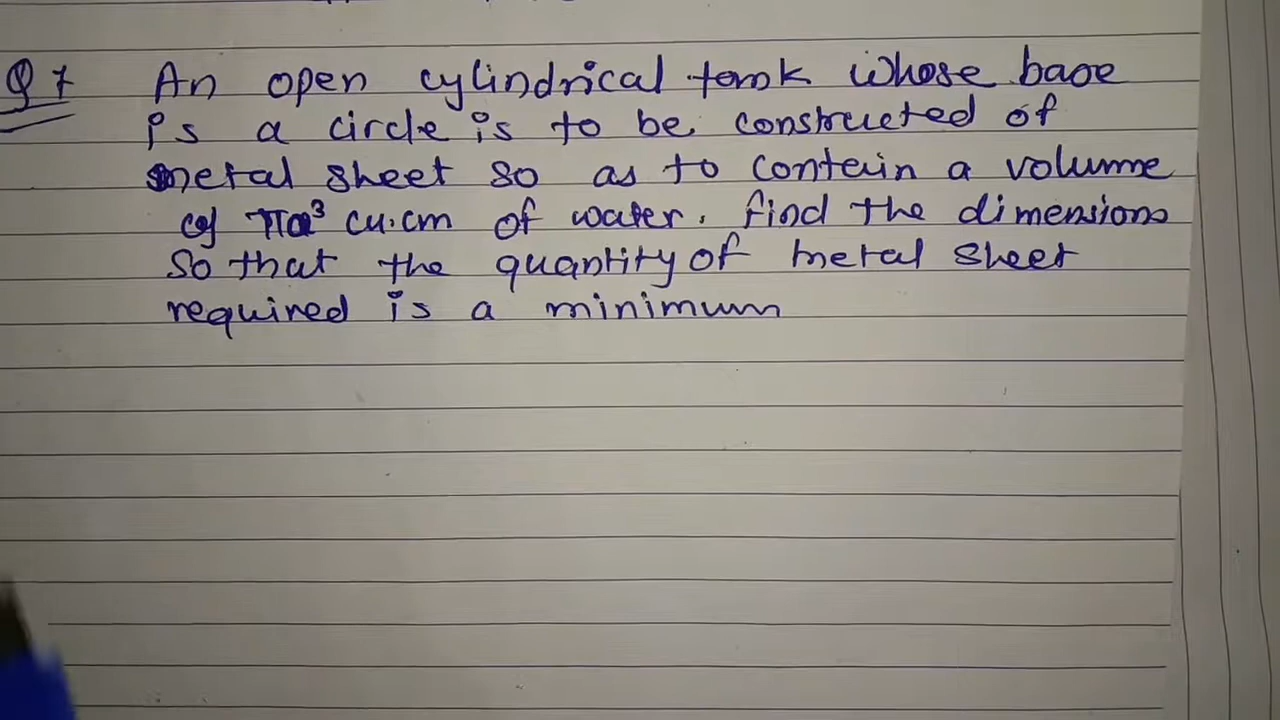 Q 7 An open cylindrical tank whose base
is a circle is to be constructed of
metal sheet so as to contain a volume
of πa³ cu.cm of water. find the dimensions
So that the quantity of metal sheet
required is a minimum